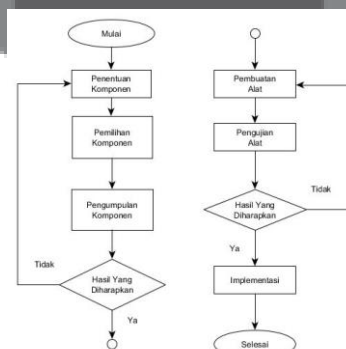 Mulai
Penentuan
Komponen
Pemilihan
Komponen
Pengumpulan
Komponen
Tidak
Hasil Yang
Diharapkan
Ya
Pembuatan
Alat
Pengujian
Alat
Hasil Yang
Diharapkan
Tidak
Ya
Implementasi
Selesai